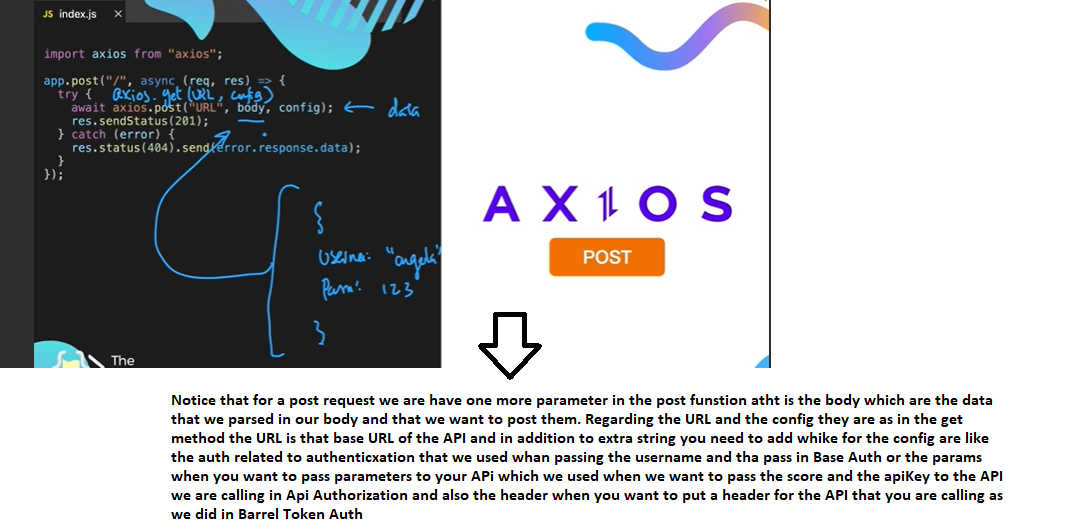 JS index.js ×
import axios from "axios";
app.post("/", async (req, res) => {
try { axios.get(URL, config)
await axios.post("URL", body, config); ← data
res.sendStatus(201);
} catch (error) {
res.status(404).send(error.response.data);
}
});
{
"angela"
123
}
The
AXIOS
POST
Notice that for a post request we are have one more parameter in the post funstion atht is the body which are the data
that we parsed in our body and that we want to post them. Regarding the URL and the config they are as in the get
method the URL is that base URL of the API and in addition to extra string you need to add whike for the config are like
the auth related to authenticxation that we used whan passing the username and tha pass in Base Auth or the params
when you want to pass parameters to your APi which we used when we want to pass the score and the apiKey to the API
we are calling in Api Authorization and also the header when you want to put a header for the API that you are calling as
we did in Barrel Token Auth